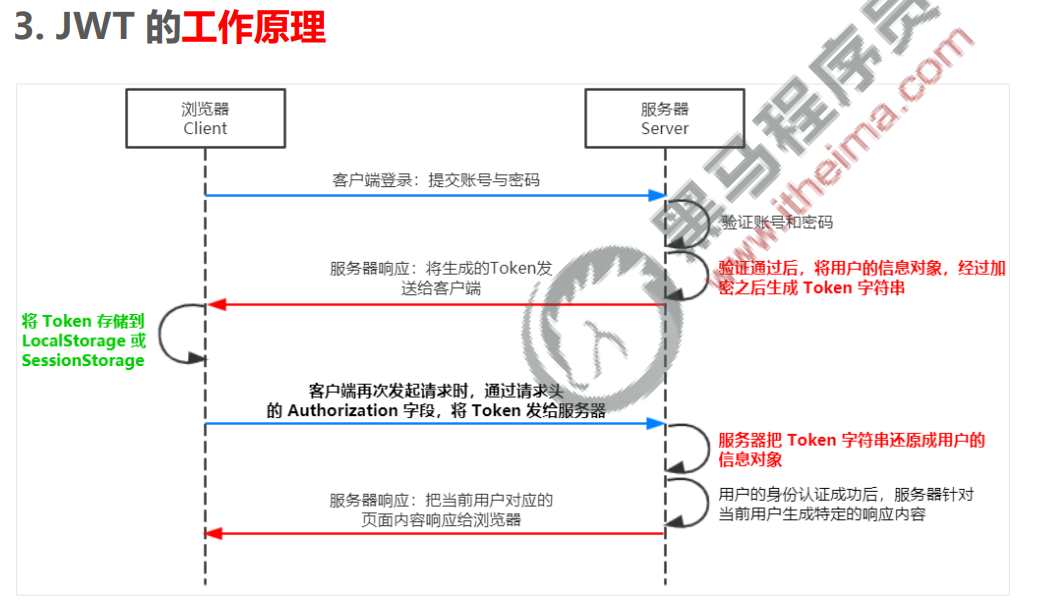 3. JWT 的工作原理
浏览器
Client
服务器
Server
客户端登录：提交账号与密码
验证账号和密码
验证通过后，将用户的信息对象，经过加
密之后生成 Token 字符串
服务器响应：将生成的Token发
送给客户端
将 Token 存储到
LocalStorage 或
SessionStorage
客户端再次发起请求时，通过请求头
的 Authorization 字段，将 Token 发给服务器
服务器把 Token 字符串还原成用户的
信息对象
用户的身份认证成功后，服务器针对
当前用户生成特定的响应内容
服务器响应：把当前用户对应的
页面内容响应给浏览器
黑马程序员
www.itheima.com